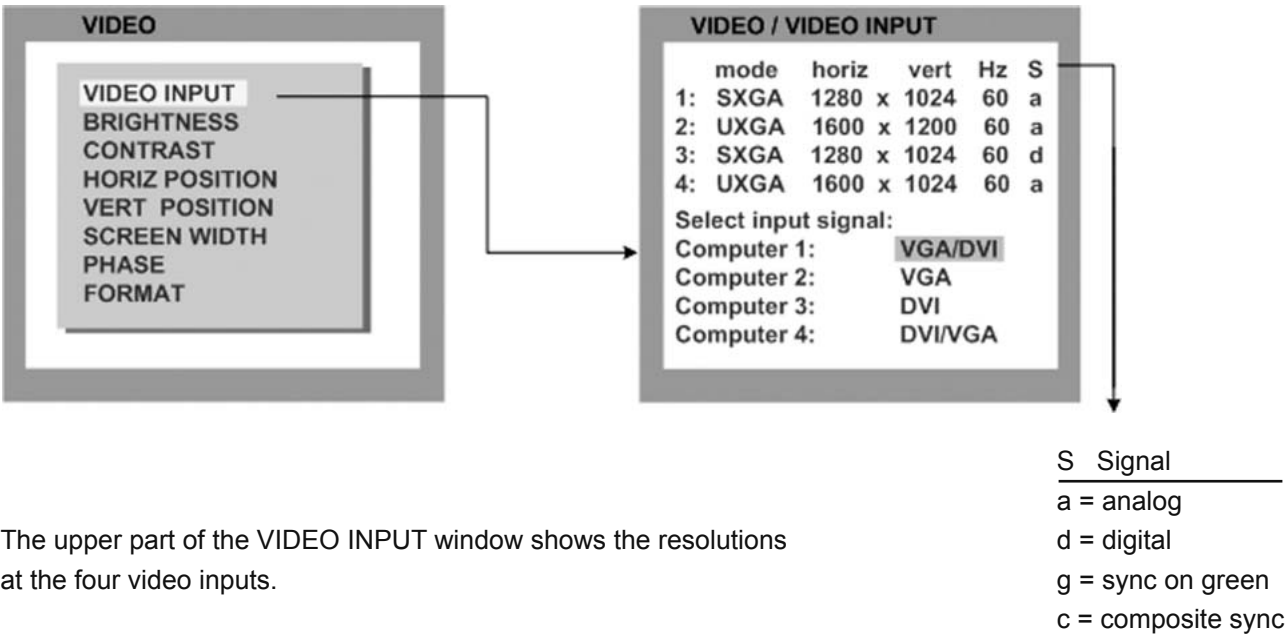 VIDEO
VIDEO INPUT
BRIGHTNESS
CONTRAST
HORIZ POSITION
VERT POSITION
SCREEN WIDTH
PHASE
FORMAT
VIDEO / VIDEO INPUT
mode horiz vert Hz S
1: SXGA 1280 x 1024 60 a
2: UXGA 1600 x 1200 60 a
3: SXGA 1280 x 1024 60 d
4: UXGA 1600 x 1024 60 a
Select input signal:
Computer 1: VGA/DVI
Computer 2: VGA
Computer 3: DVI
Computer 4: DVI/VGA
S Signal
a = analog
d = digital
g = sync on green
c = composite sync
The upper part of the VIDEO INPUT window shows the resolutions
at the four video inputs.